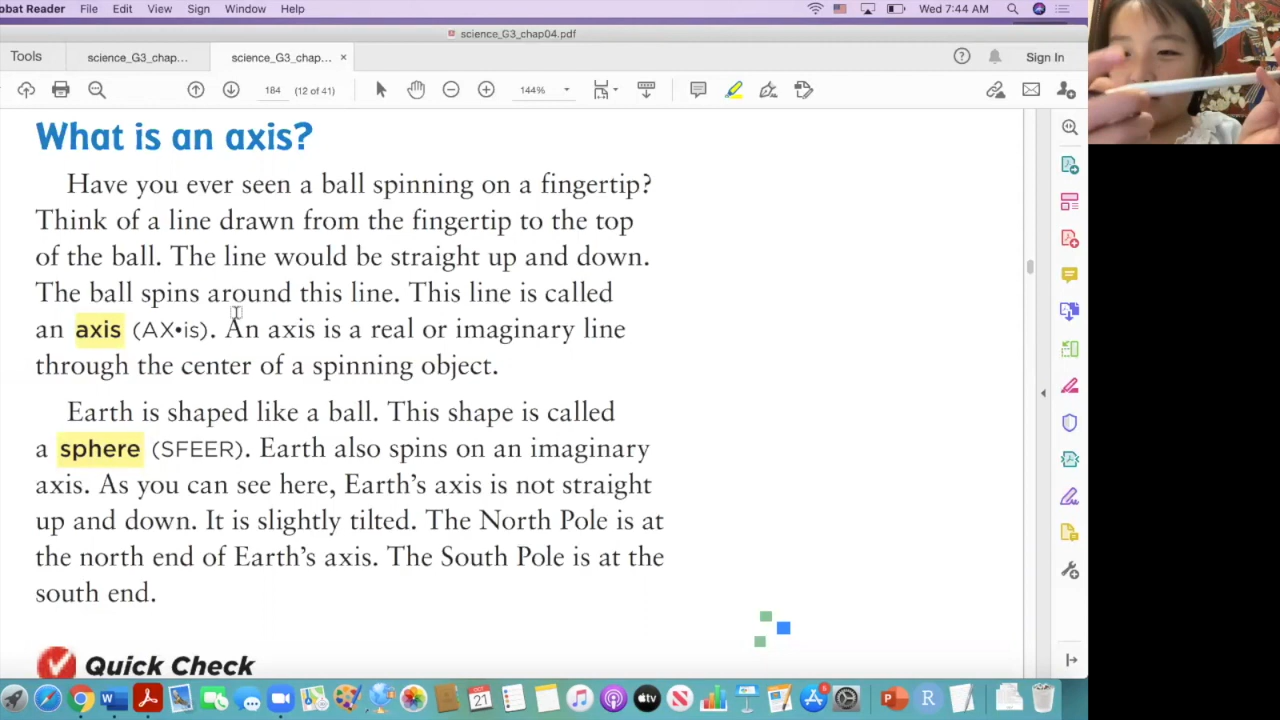 obat Reader File Edit View Sign Window Help Wed 7:44 AM
science_G3_chap04.pdf
Tools science_G3_chap... science_G3_chap... × Sign In
184 (12 of 41) 144%
What is an axis?
Have you ever seen a ball spinning on a fingertip?
Think of a line drawn from the fingertip to the top
of the ball. The line would be straight up and down.
The ball spins around this line. This line is called
an axis (AX•is). An axis is a real or imaginary line
through the center of a spinning object.
Earth is shaped like a ball. This shape is called
a sphere (SFEER). Earth also spins on an imaginary
axis. As you can see here, Earth's axis is not straight
up and down. It is slightly tilted. The North Pole is at
the north end of Earth's axis. The South Pole is at the
south end.
Quick Check